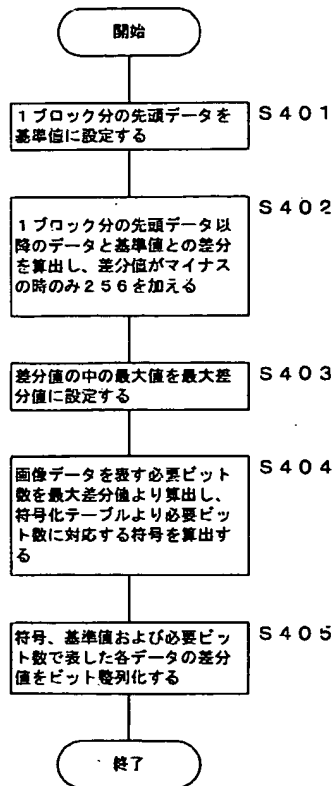 開始
S401
1ブロック分の先頭データを
基準値に設定する
S402
1ブロック分の先頭データ以
降のデータと基準値との差分
を算出し、差分値がマイナス
の時のみ256を加える
S403
差分値の中の最大値を最大差
分値に設定する
S404
画像データを表す必要ビット
数を最大差分値より算出し、
符号化テーブルより必要ビッ
ト数に対応する符号を算出す
る
S405
符号、基準値および必要ビッ
ト数で表した各データの差分
値をビット整列化する
終了